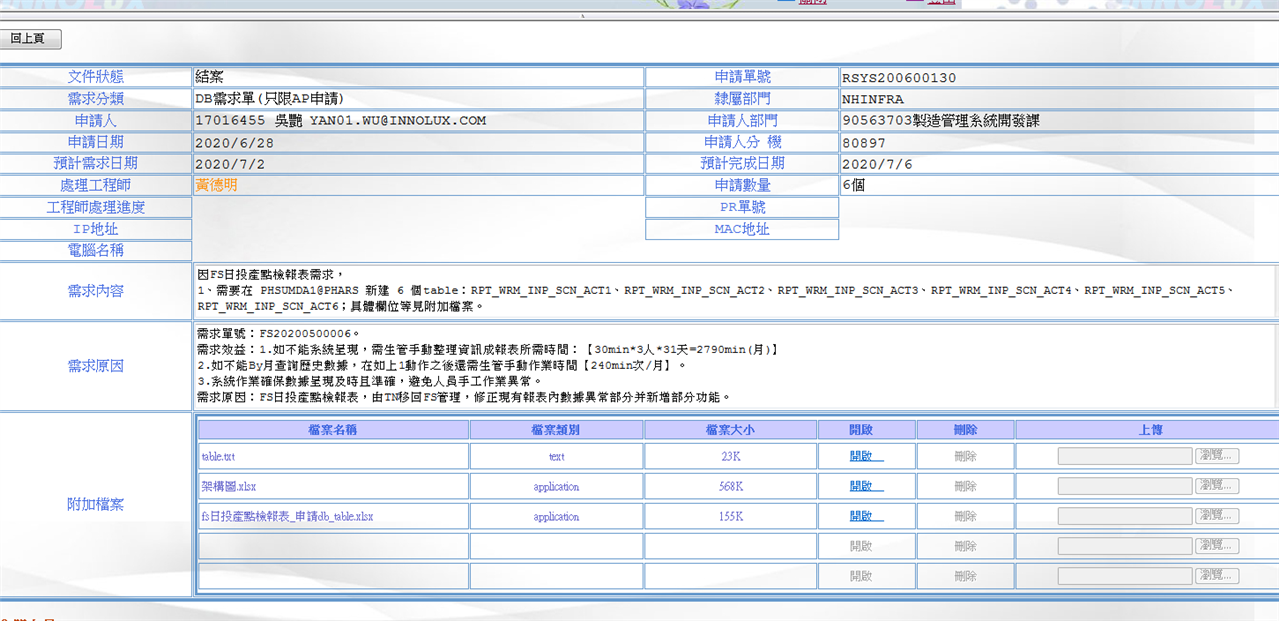 關閉 登出
回上頁
文件狀態 結案 申請單號 RSYS200600130
需求分類 DB需求單(只限AP申請) 隸屬部門 NHINFRA
申請人 17016455 吳艷 YAN01.WU@INNOLUX.COM 申請人部門 90563703製造管理系統開發課
申請日期 2020/6/28 申請人分 機 80897
預計需求日期 2020/7/2 預計完成日期 2020/7/6
處理工程師 黃德明 申請數量 6個
工程師處理進度 PR單號
IP地址 MAC地址
電腦名稱
需求內容
因FS日投產點檢報表需求，
1、需要在 PHSUMDA1@PHARS 新建 6 個table：RPT_WRM_INP_SCN_ACT1、RPT_WRM_INP_SCN_ACT2、RPT_WRM_INP_SCN_ACT3、RPT_WRM_INP_SCN_ACT4、RPT_WRM_INP_SCN_ACT5、
RPT_WRM_INP_SCN_ACT6；具體欄位等見附加檔案。
需求原因
需求單號：FS20200500006。
需求效益：1.如不能系統呈現，需生管手動整理資訊成報表所需時間：【30min*3人*31天=2790min(月)】
2.如不能By月查詢歷史數據，在如上1動作之後還需生管手動作業時間【240min次/月】。
3.系統作業確保數據呈現及時且準確，避免人員手工作業異常。
需求原因：FS日投產點檢報表，由TN移回FS管理，修正現有報表內數據異常部分并新增部分功能。
附加檔案
檔案名稱 檔案類別 檔案大小 開啟 刪除 上傳
table.txt text 23K 開啟 刪除 瀏覽...
架構圖.xlsx application 568K 開啟 刪除 瀏覽...
fs日投產點檢報表_申請db_table.xlsx application 155K 開啟 刪除 瀏覽...
開啟 刪除 瀏覽...
開啟 刪除 瀏覽...